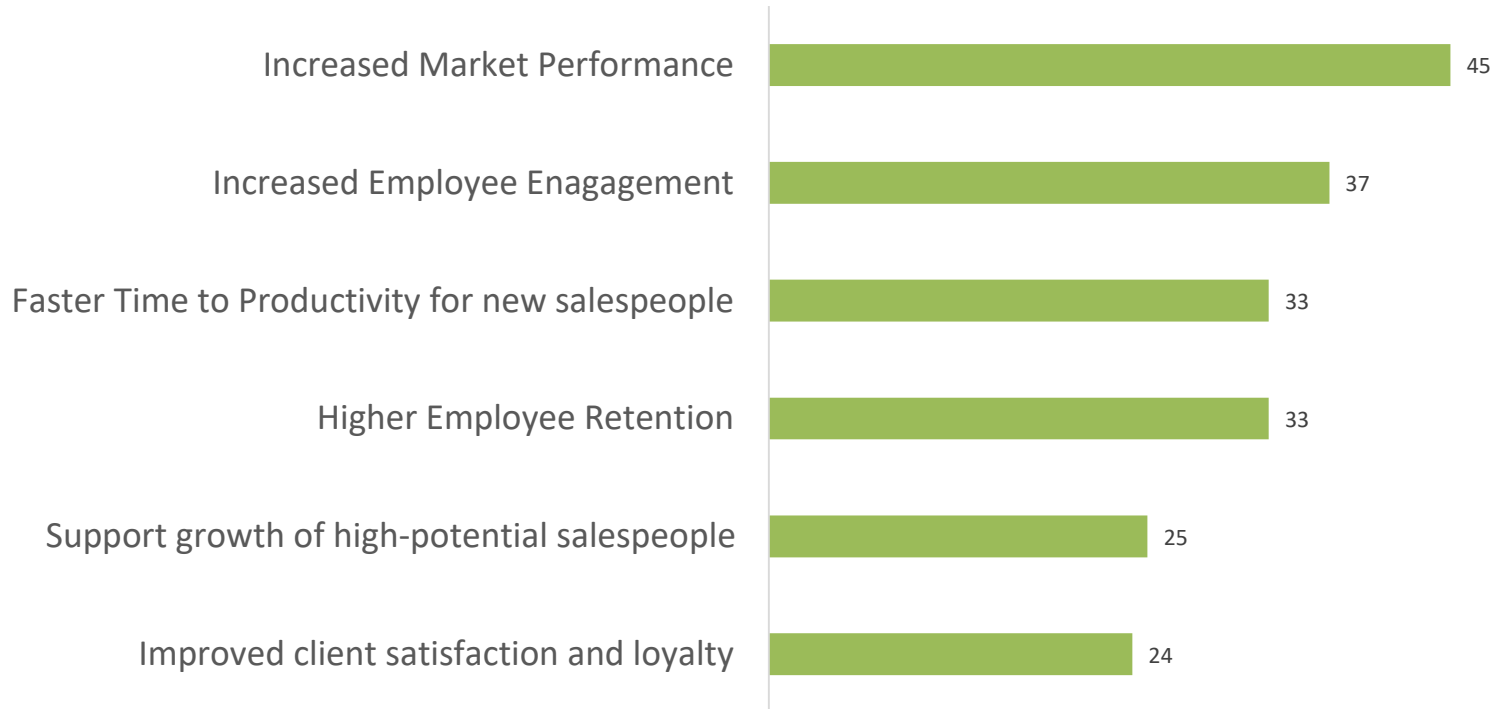 Increased Market Performance 45
Increased Employee Enagagement 37
Faster Time to Productivity for new salespeople 33
Higher Employee Retention 33
Support growth of high-potential salespeople 25
Improved client satisfaction and loyalty 24